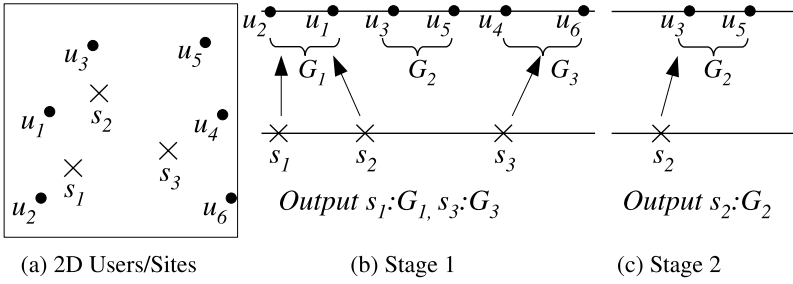 u3
u5
s2
u1
u4
s1
s3
u2
u6
(a) 2D Users/Sites
u2 u1 u3 u5 u4 u6
G1 G2 G3
s1 s2 s3
Output s1:G1, s3:G3
(b) Stage 1
u3 u5
G2
s2
Output s2:G2
(c) Stage 2